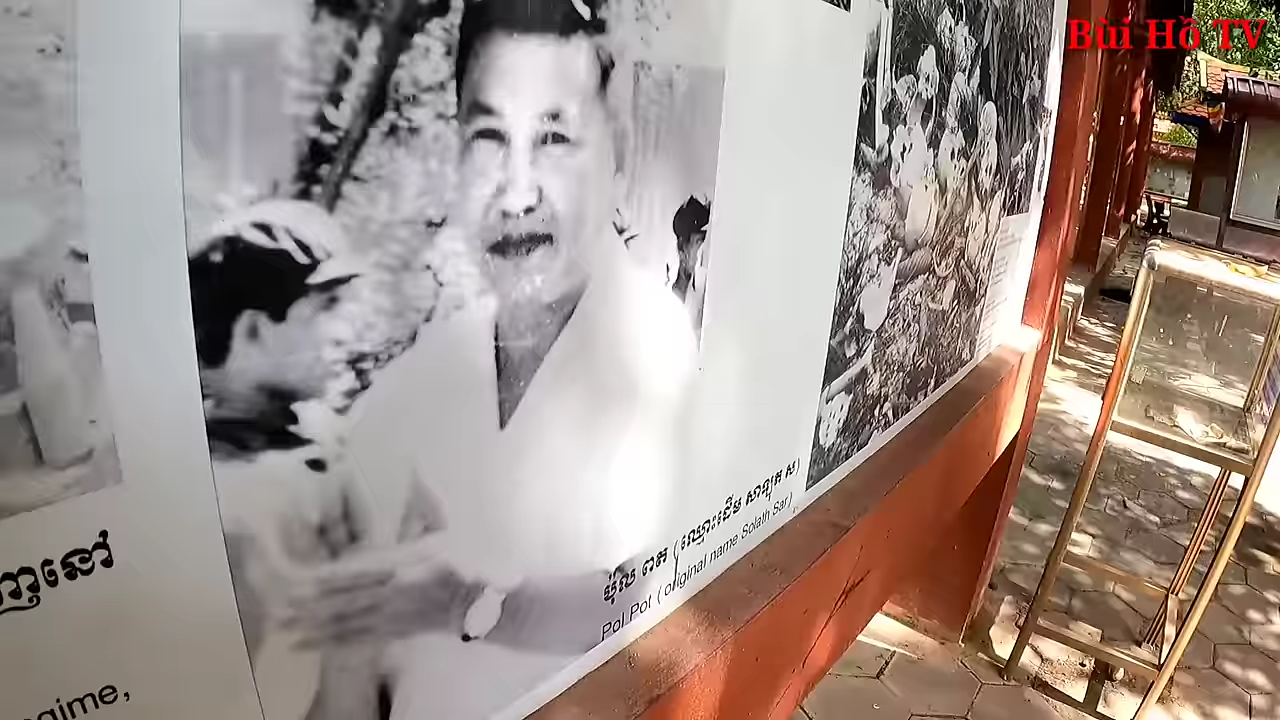 Bùi Hồ TV
ញូនៅ
gime,
ប៉ុល ពត (ឈ្មោះដើម សាឡុត ស)
Pol Pot (original name Solath Sar)